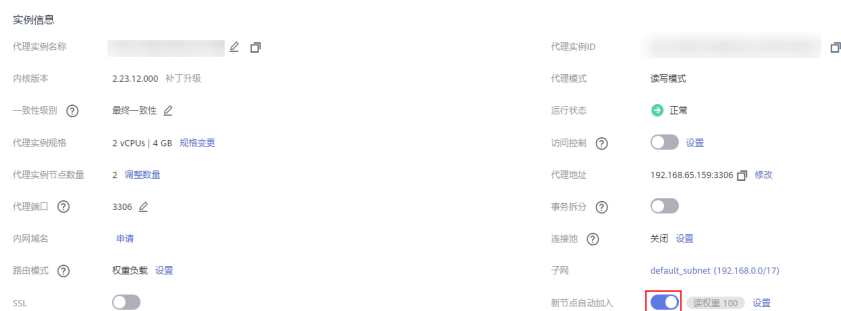 实例信息
代理实例名称
代理实例ID
内核版本 2.23.12.000 补丁升级
代理模式 读写模式
一致性级别 ? 最终一致性
运行状态 正常
代理实例规格 2 vCPUs | 4 GB 规格变更
访问控制 ? 设置
代理实例节点数量 2 调整数量
代理地址 192.168.65.159:3306 修改
代理端口 ? 3306
事务拆分 ?
内网域名 申请
连接池 ? 关闭 设置
路由模式 ? 权重负载 设置
子网 default_subnet (192.168.0.0/17)
SSL
新节点自动加入 读权重 100 设置